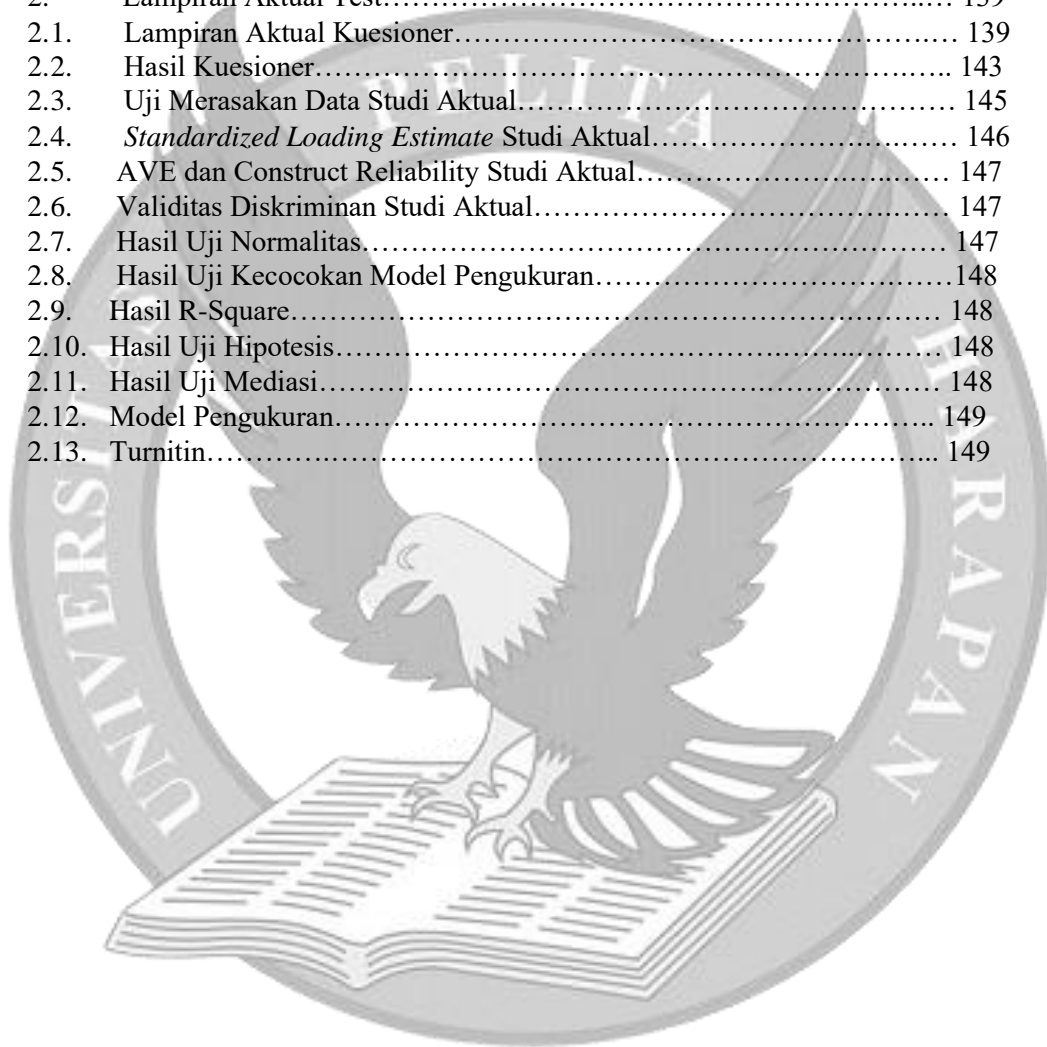 2. Lampiran Aktual Test…………………………………………………..… 139
2.1. Lampiran Aktual Kuesioner……………………………………………… 139
2.2. Hasil Kuesioner……………………………………………………….….. 143
2.3. Uji Merasakan Data Studi Aktual………………………………………… 145
2.4. Standardized Loading Estimate Studi Aktual……………………….…… 146
2.5. AVE dan Construct Reliability Studi Aktual………………………..…… 147
2.6. Validitas Diskriminan Studi Aktual…………………………………..….. 147
2.7. Hasil Uji Normalitas……………………………………………………… 147
2.8. Hasil Uji Kecocokan Model Pengukuran…………………………………148
2.9. Hasil R-Square…………………………………………………………… 148
2.10. Hasil Uji Hipotesis……………………………………………...……… 148
2.11. Hasil Uji Mediasi………………………………………………………… 148
2.12. Model Pengukuran…………………………………………………….. 149
2.13. Turnitin………….……………………………………………………... 149
UNIVERSITAS PELITA HARAPAN